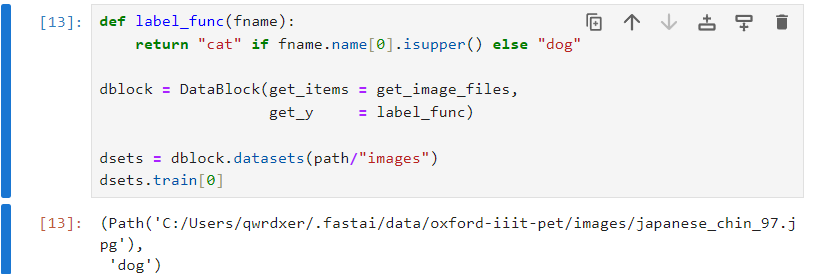 [13]: def label_func(fname):
    return "cat" if fname.name[0].isupper() else "dog"
dblock = DataBlock(get_items = get_image_files,
                   get_y     = label_func)
dsets = dblock.datasets(path/"images")
dsets.train[0]
[13]: (Path('C:/Users/qwrdxer/.fastai/data/oxford-iiit-pet/images/japanese_chin_97.j
pg'),
 'dog')